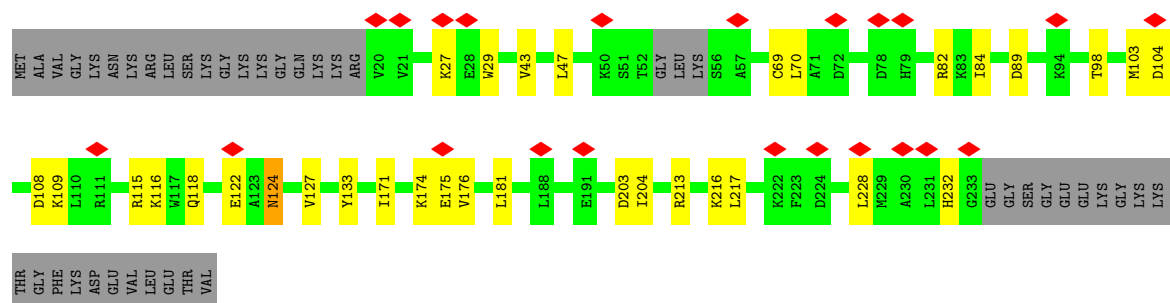 MET ALA VAL GLY LYS ASN LYS ARG LEU SER LYS GLY LYS LYS GLY GLN LYS LYS ARG V20 V21 K27 E28 W29 V43 L47 K50 S51 T52 GLY LEU LYS S56 A57 C69 L70 A71 D72 D78 H79 R82 K83 I84 D89 K94 T98 M103 D104
D108 K109 L110 R111 R115 K116 W117 Q118 E122 A123 N124 V127 Y133 I171 K174 E175 V176 L181 L188 E191 D203 I204 R213 K216 L217 K222 F223 D224 L228 M229 A230 L231 H232 G233 GLU GLY SER GLY GLU GLU LYS GLY LYS LYS
THR GLY PHE LYS ASP GLU VAL LEU GLU THR VAL